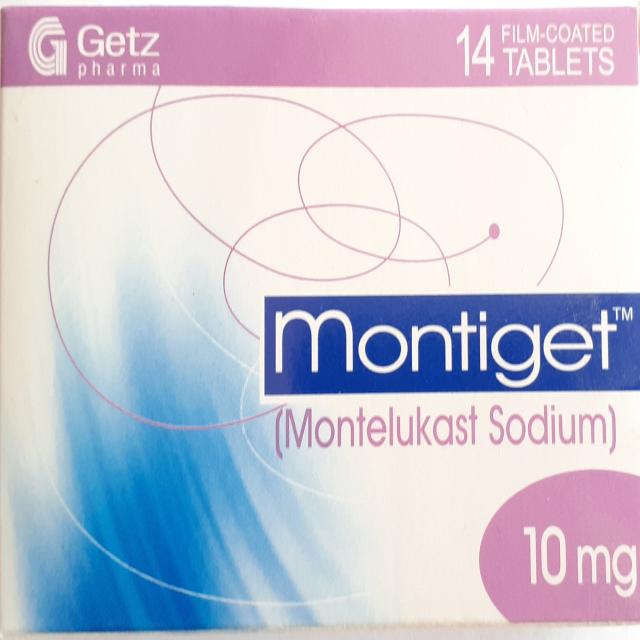 Getz
pharma
14 FILM-COATED
TABLETS
Montiget™
(Montelukast Sodium)
10 mg